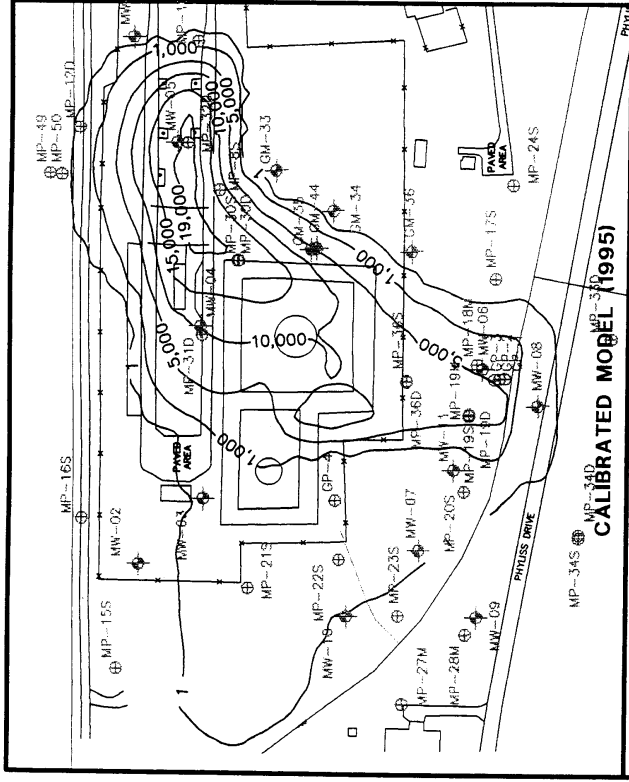 MP-49
MP-50
MP-12D
MW-05
1,000
10,000
5,000
GM-33
1
MP-8S
MP-30S
MP-30D
19,000
15,000
MW-04
5,000
MP-31D
1
GM-44
GM-34
GM-36
PAVED
AREA
MP-24S
MP-17S
1,000
10,000
5,000
MP-18M
MW-06
MP-38S
MP-36D
MP-19M
MP-19S
MP-19D
MW-1
MW-08
MP-33D
MP-16S
MW-02
MW-03
PAVED
AREA
1,000
GP-4
MP-20S
MW-07
MP-21S
MP-22S
MP-23S
MP-15S
1
MW-10
MP-27M
MP-28M
MW-09
PHYLISS DRIVE
MP-34S
MP-34D
CALIBRATED MODEL (1995)